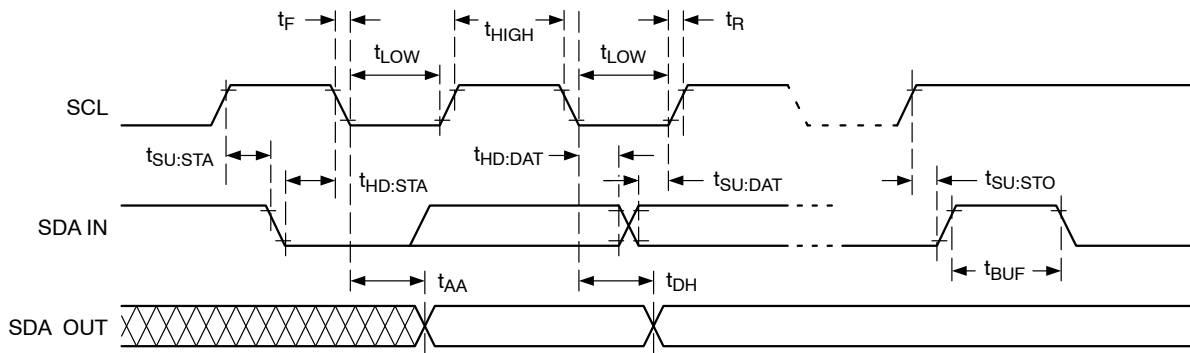 tF
tHIGH
tR
tLOW
tLOW
SCL
tSU:STA
tHD:DAT
tHD:STA
tSU:DAT
tSU:STO
SDA IN
tBUF
tAA
tDH
SDA OUT